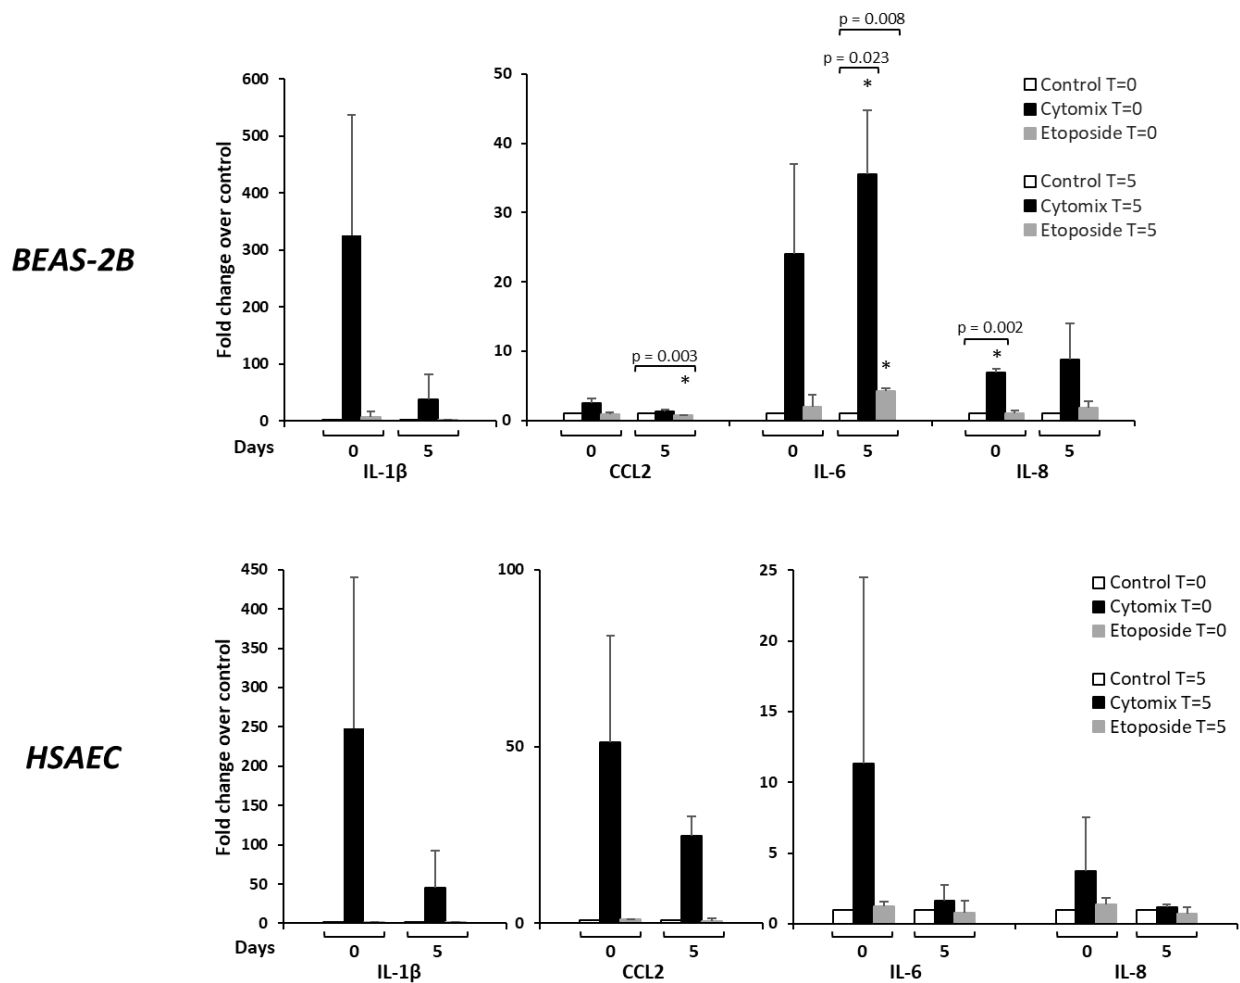 p = 0.008
p = 0.023
*
BEAS-2B
Fold change over control
600
500
400
300
200
100
0
50
40
30
20
10
0
p = 0.003
*
*
p = 0.002
*
Control T=0
Cytomix T=0
Etoposide T=0
Control T=5
Cytomix T=5
Etoposide T=5
Days
0 5 0 5 0 5 0 5
IL-1β CCL2 IL-6 IL-8
HSAEC
Fold change over control
450
400
350
300
250
200
150
100
50
0
100
50
0
25
20
15
10
5
0
Control T=0
Cytomix T=0
Etoposide T=0
Control T=5
Cytomix T=5
Etoposide T=5
Days
0 5 0 5 0 5 0 5
IL-1β CCL2 IL-6 IL-8